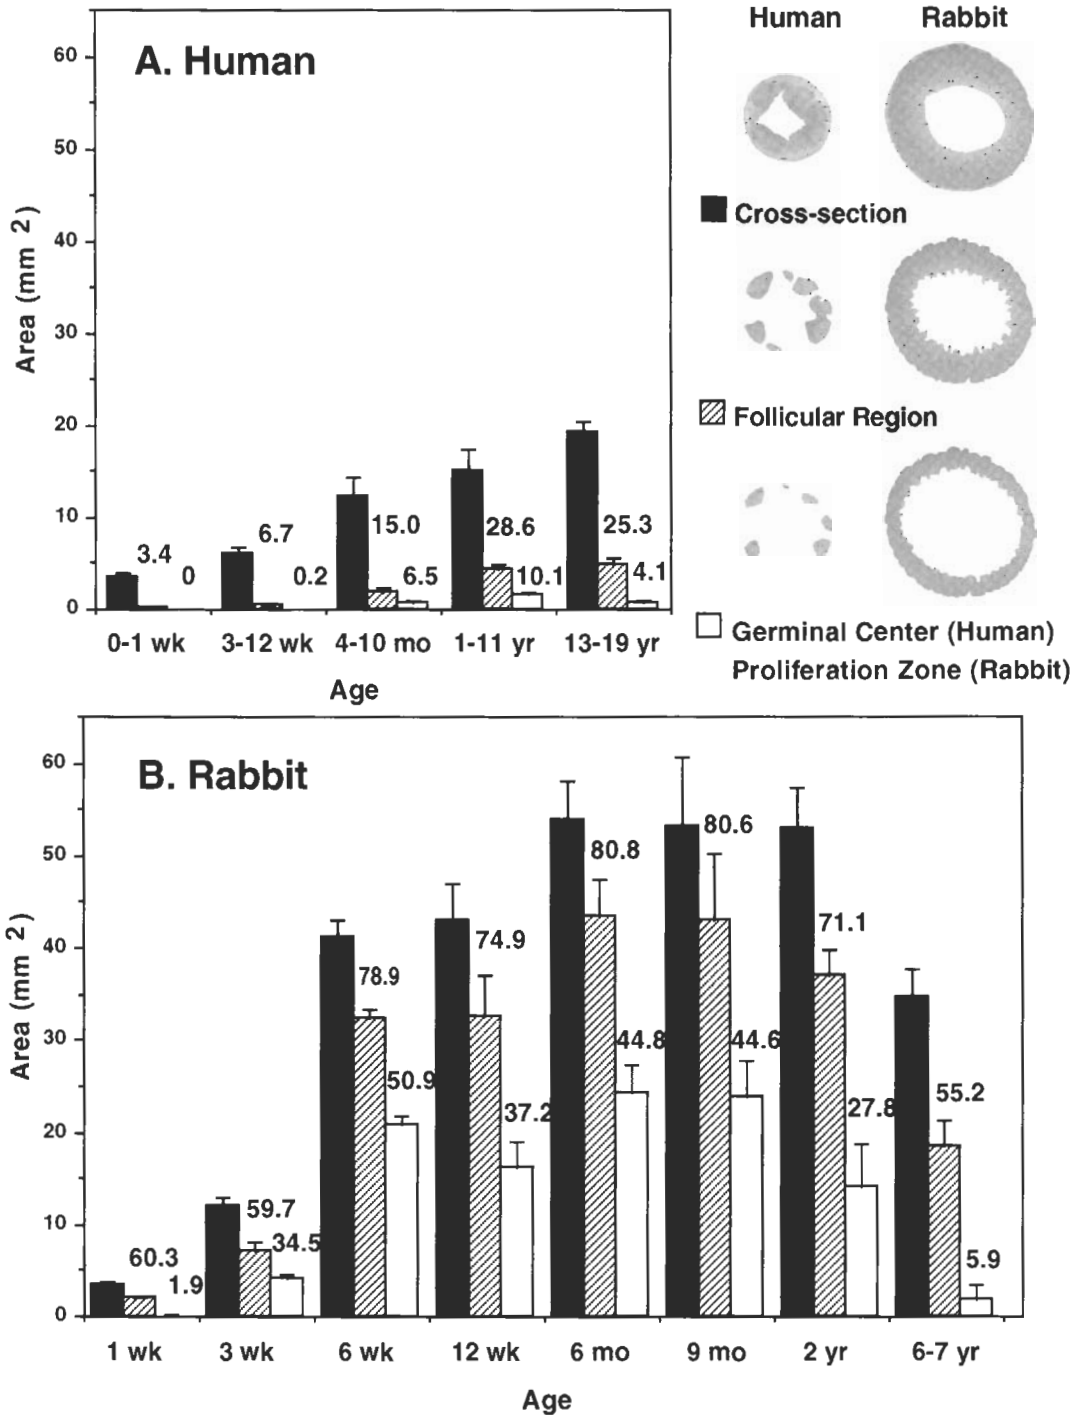 A. Human
Area (mm 2)
60
50
40
30
20
10
0
3.4
0
6.7
0.2
15.0
6.5
28.6
10.1
25.3
4.1
0-1 wk
3-12 wk
4-10 mo
1-11 yr
13-19 yr
Age
Human
Rabbit
Cross-section
Follicular Region
Germinal Center (Human)
Proliferation Zone (Rabbit)
B. Rabbit
Area (mm 2)
60
50
40
30
20
10
0
60.3
1.9
59.7
34.5
78.9
50.9
74.9
37.2
80.8
44.8
80.6
44.6
71.1
27.8
55.2
5.9
1 wk
3 wk
6 wk
12 wk
6 mo
9 mo
2 yr
6-7 yr
Age